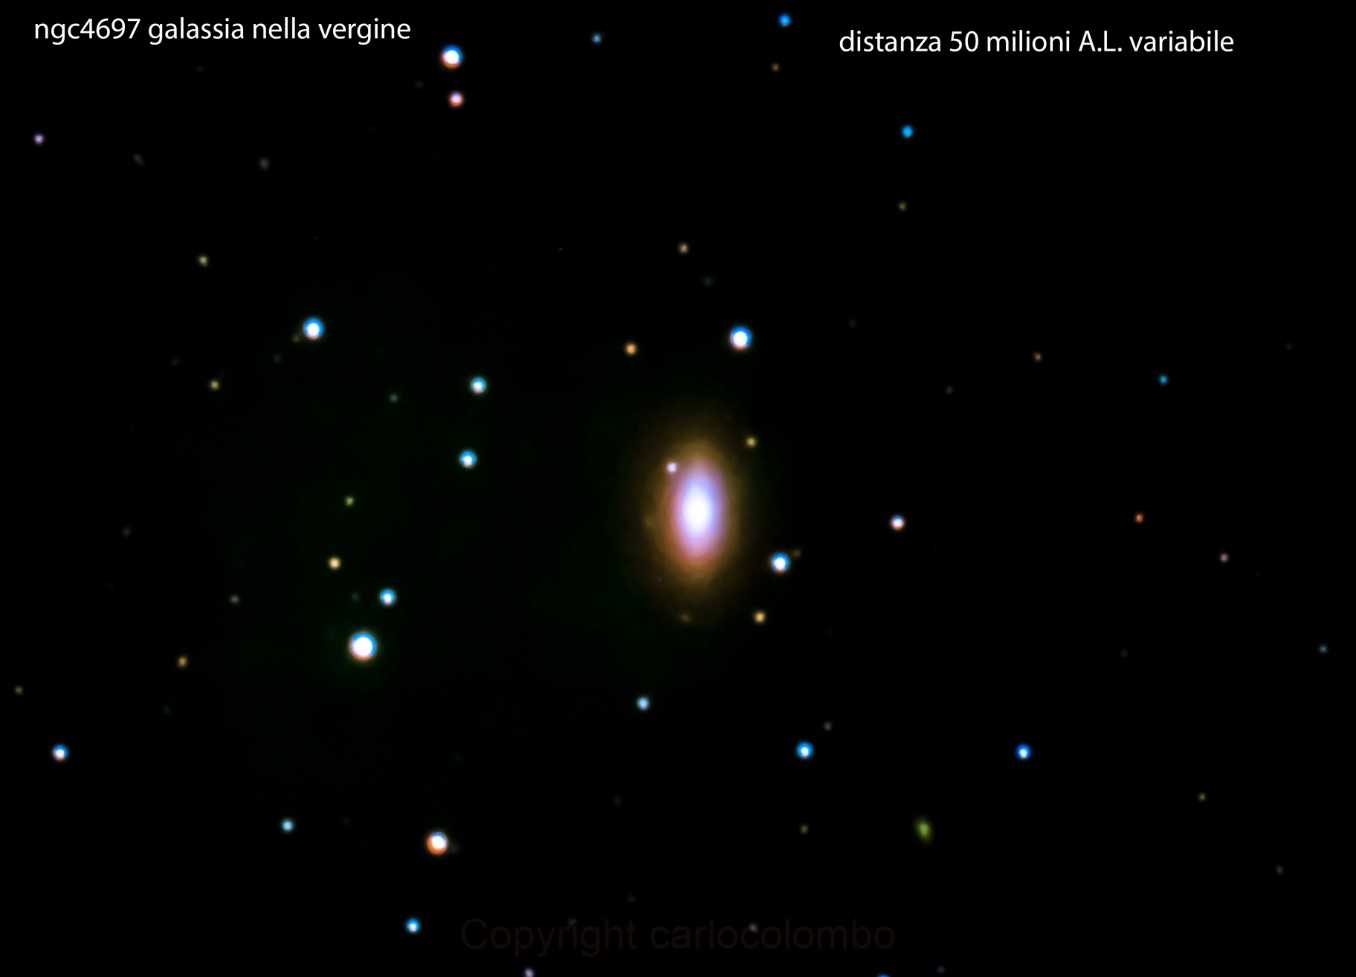 ngc4697 galassia nella vergine
distanza 50 milioni A.L. variabile
Copyright carlocolombo